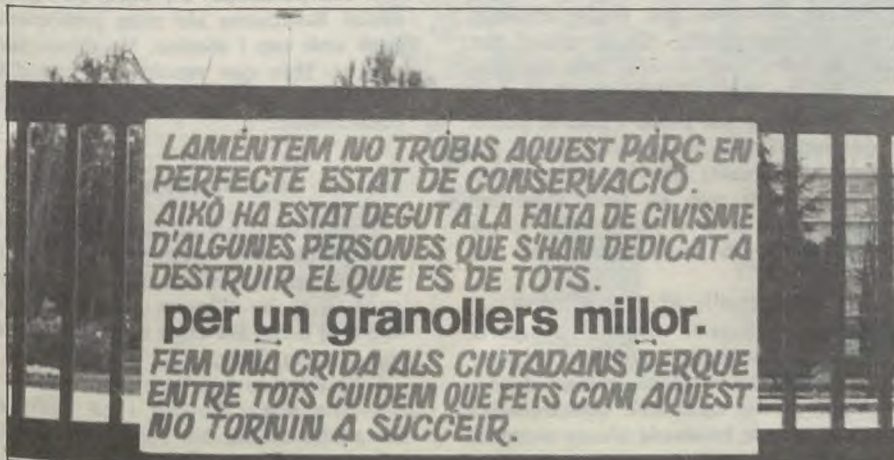 LAMENTEM NO TROBIS AQUEST PARC EN
PERFECTE ESTAT DE CONSERVACIÓ.
AIXÒ HA ESTAT DEGUT A LA FALTA DE CIVISME
D'ALGUNES PERSONES QUE S'HAN DEDICAT A
DESTRUIR EL QUE ES DE TOTS.
per un granollers millor.
FEM UNA CRIDA ALS CIUTADANS PERQUE
ENTRE TOTS CUIDEM QUE FETS COM AQUEST
NO TORNIN A SUCCEIR.